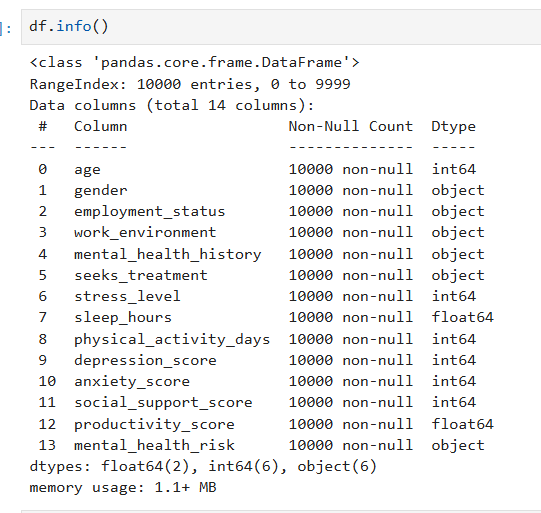 ]: df.info()
<class 'pandas.core.frame.DataFrame'>
RangeIndex: 10000 entries, 0 to 9999
Data columns (total 14 columns):
 #   Column                  Non-Null Count  Dtype
---  ------                  --------------  -----
 0   age                     10000 non-null  int64
 1   gender                  10000 non-null  object
 2   employment_status       10000 non-null  object
 3   work_environment        10000 non-null  object
 4   mental_health_history   10000 non-null  object
 5   seeks_treatment         10000 non-null  object
 6   stress_level            10000 non-null  int64
 7   sleep_hours             10000 non-null  float64
 8   physical_activity_days  10000 non-null  int64
 9   depression_score        10000 non-null  int64
 10  anxiety_score           10000 non-null  int64
 11  social_support_score    10000 non-null  int64
 12  productivity_score      10000 non-null  float64
 13  mental_health_risk      10000 non-null  object
dtypes: float64(2), int64(6), object(6)
memory usage: 1.1+ MB